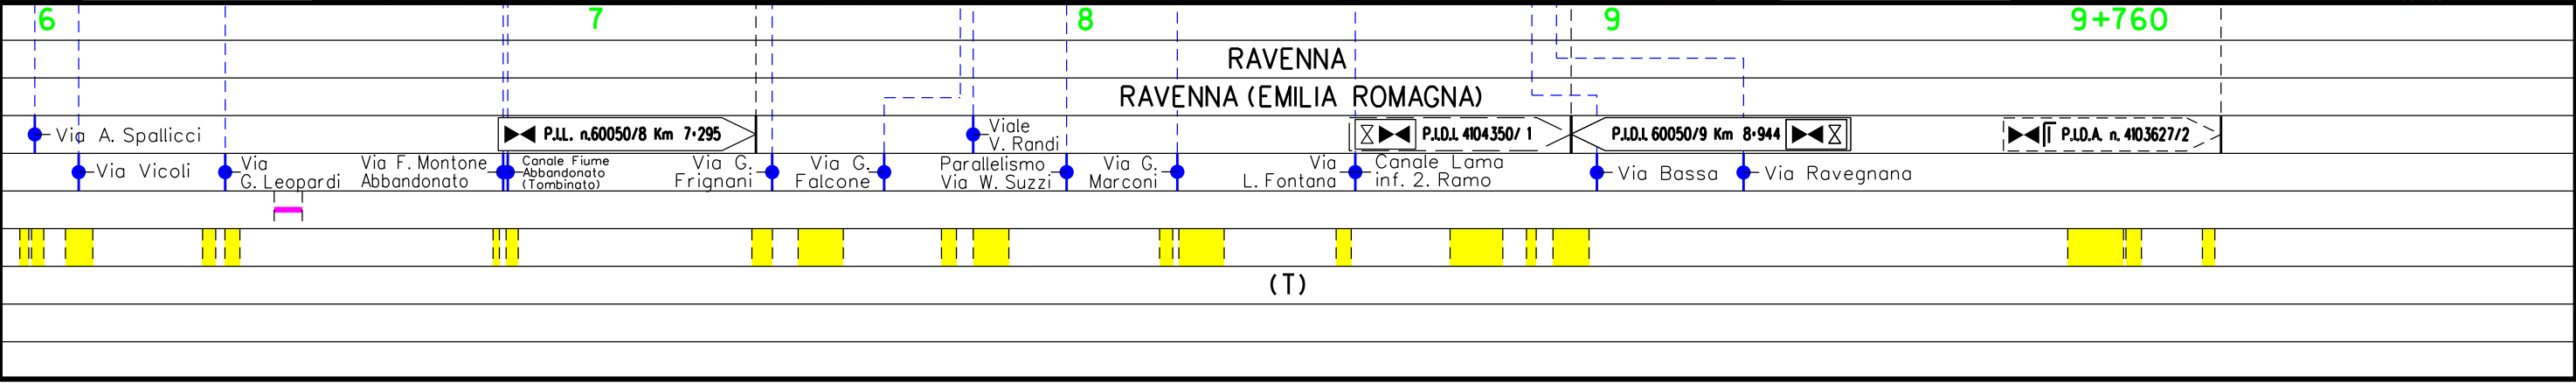 6 7 8 9 9+760
RAVENNA
RAVENNA (EMILIA ROMAGNA)
Via A. Spallicci
P.I.L. n.60050/8 Km 7+295
Viale
V. Randi
P.I.D.I. 4104350/ 1
P.I.D.I. 60050/9 Km 8+944
P.I.D.A. n. 4103627/2
Via Vicoli
Via
G. Leopardi
Via F. Montone
Abbandonato
Canale Fiume
Abbandonato
(Tombinato)
Via G.
Frignani
Via G.
Falcone
Parallelismo
Via W. Suzzi
Via G.
Marconi
Via
L. Fontana
Canale Lama
inf. 2. Ramo
Via Bassa
Via Ravegnana
(T)